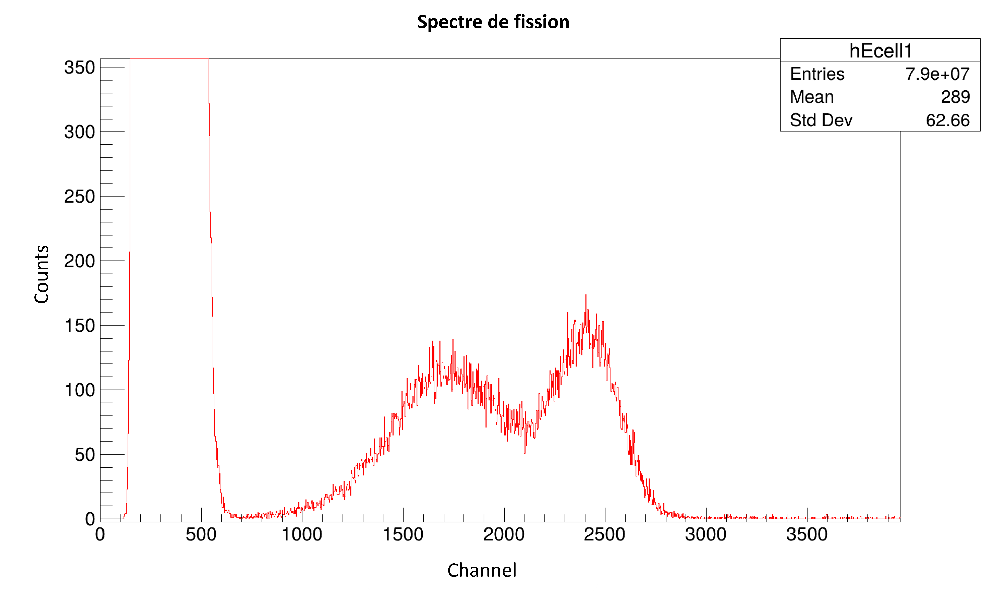 Spectre de fission
hEcell1
Entries 7.9e+07
Mean 289
Std Dev 62.66
350
300
250
200
150
100
50
0
Counts
0 500 1000 1500 2000 2500 3000 3500
Channel